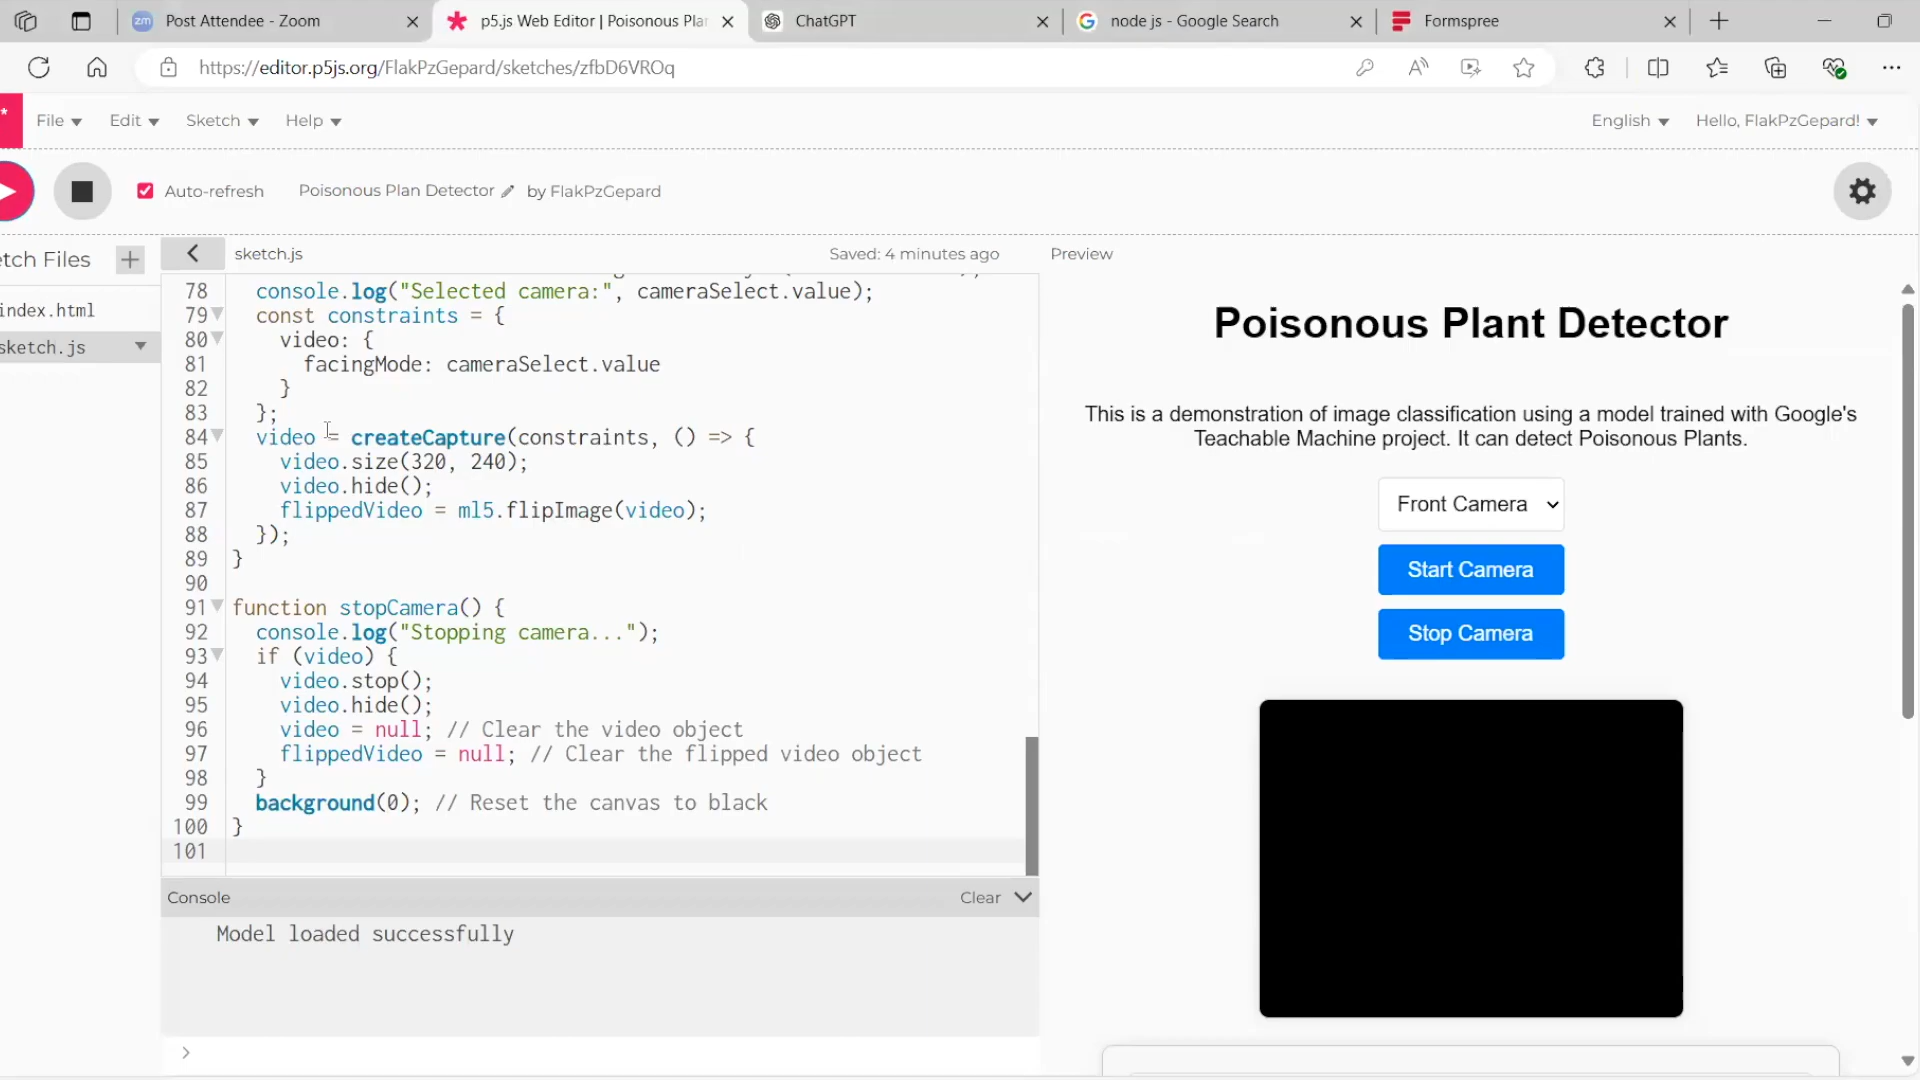 Post Attendee - Zoom
p5.js Web Editor | Poisonous Plan
ChatGPT
node js - Google Search
Formspree
https://editor.p5js.org/FlakPzGepard/sketches/zfbD6VROq
File Edit Sketch Help
English
Hello, FlakPzGepard!
Auto-refresh
Poisonous Plan Detector by FlakPzGepard
etch Files
sketch.js
Saved: 4 minutes ago
Preview
index.html
sketch.js
78 console.log("Selected camera:", cameraSelect.value);
79 const constraints = {
80 video: {
81 facingMode: cameraSelect.value
82 }
83 };
84 video = createCapture(constraints, () => {
85 video.size(320, 240);
86 video.hide();
87 flippedVideo = ml5.flipImage(video);
88 });
89 }
90
91 function stopCamera() {
92 console.log("Stopping camera...");
93 if (video) {
94 video.stop();
95 video.hide();
96 video = null; // Clear the video object
97 flippedVideo = null; // Clear the flipped video object
98 }
99 background(0); // Reset the canvas to black
100 }
101
Console
Clear
Model loaded successfully
Poisonous Plant Detector
This is a demonstration of image classification using a model trained with Google's
Teachable Machine project. It can detect Poisonous Plants.
Front Camera
Start Camera
Stop Camera